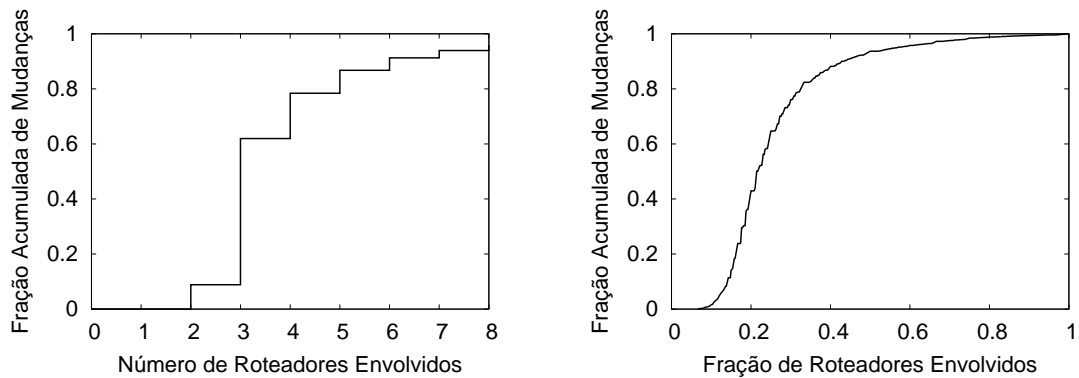 Fração Acumulada de Mudanças
1
0.8
0.6
0.4
0.2
0
0 1 2 3 4 5 6 7 8
Número de Roteadores Envolvidos
Fração Acumulada de Mudanças
1
0.8
0.6
0.4
0.2
0
0 0.2 0.4 0.6 0.8 1
Fração de Roteadores Envolvidos